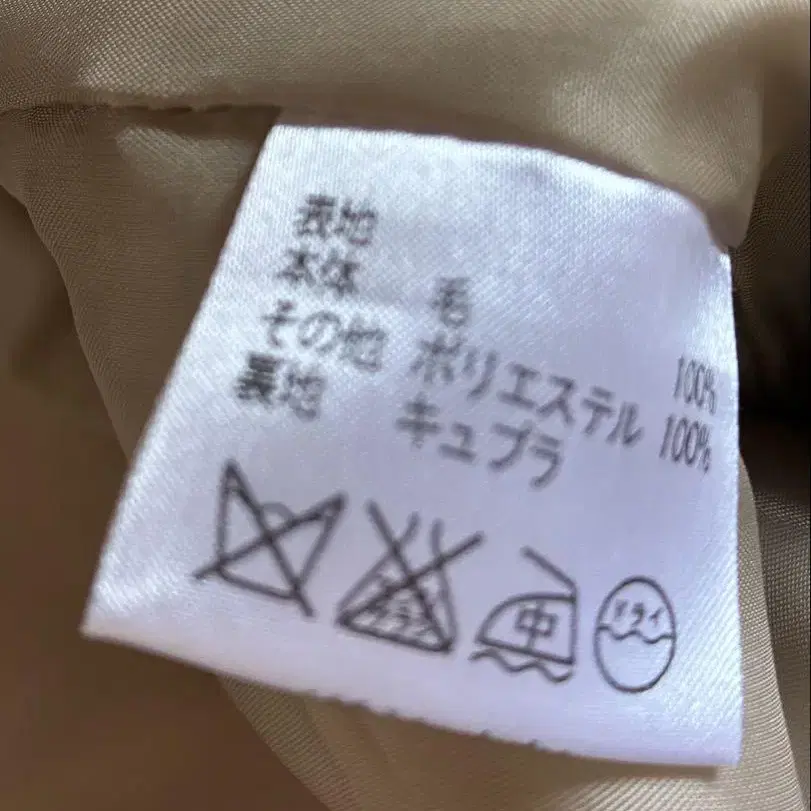 表地
本体 毛 100%
その他 ポリエステル 100%
裏地 キュプラ
中 ドライ